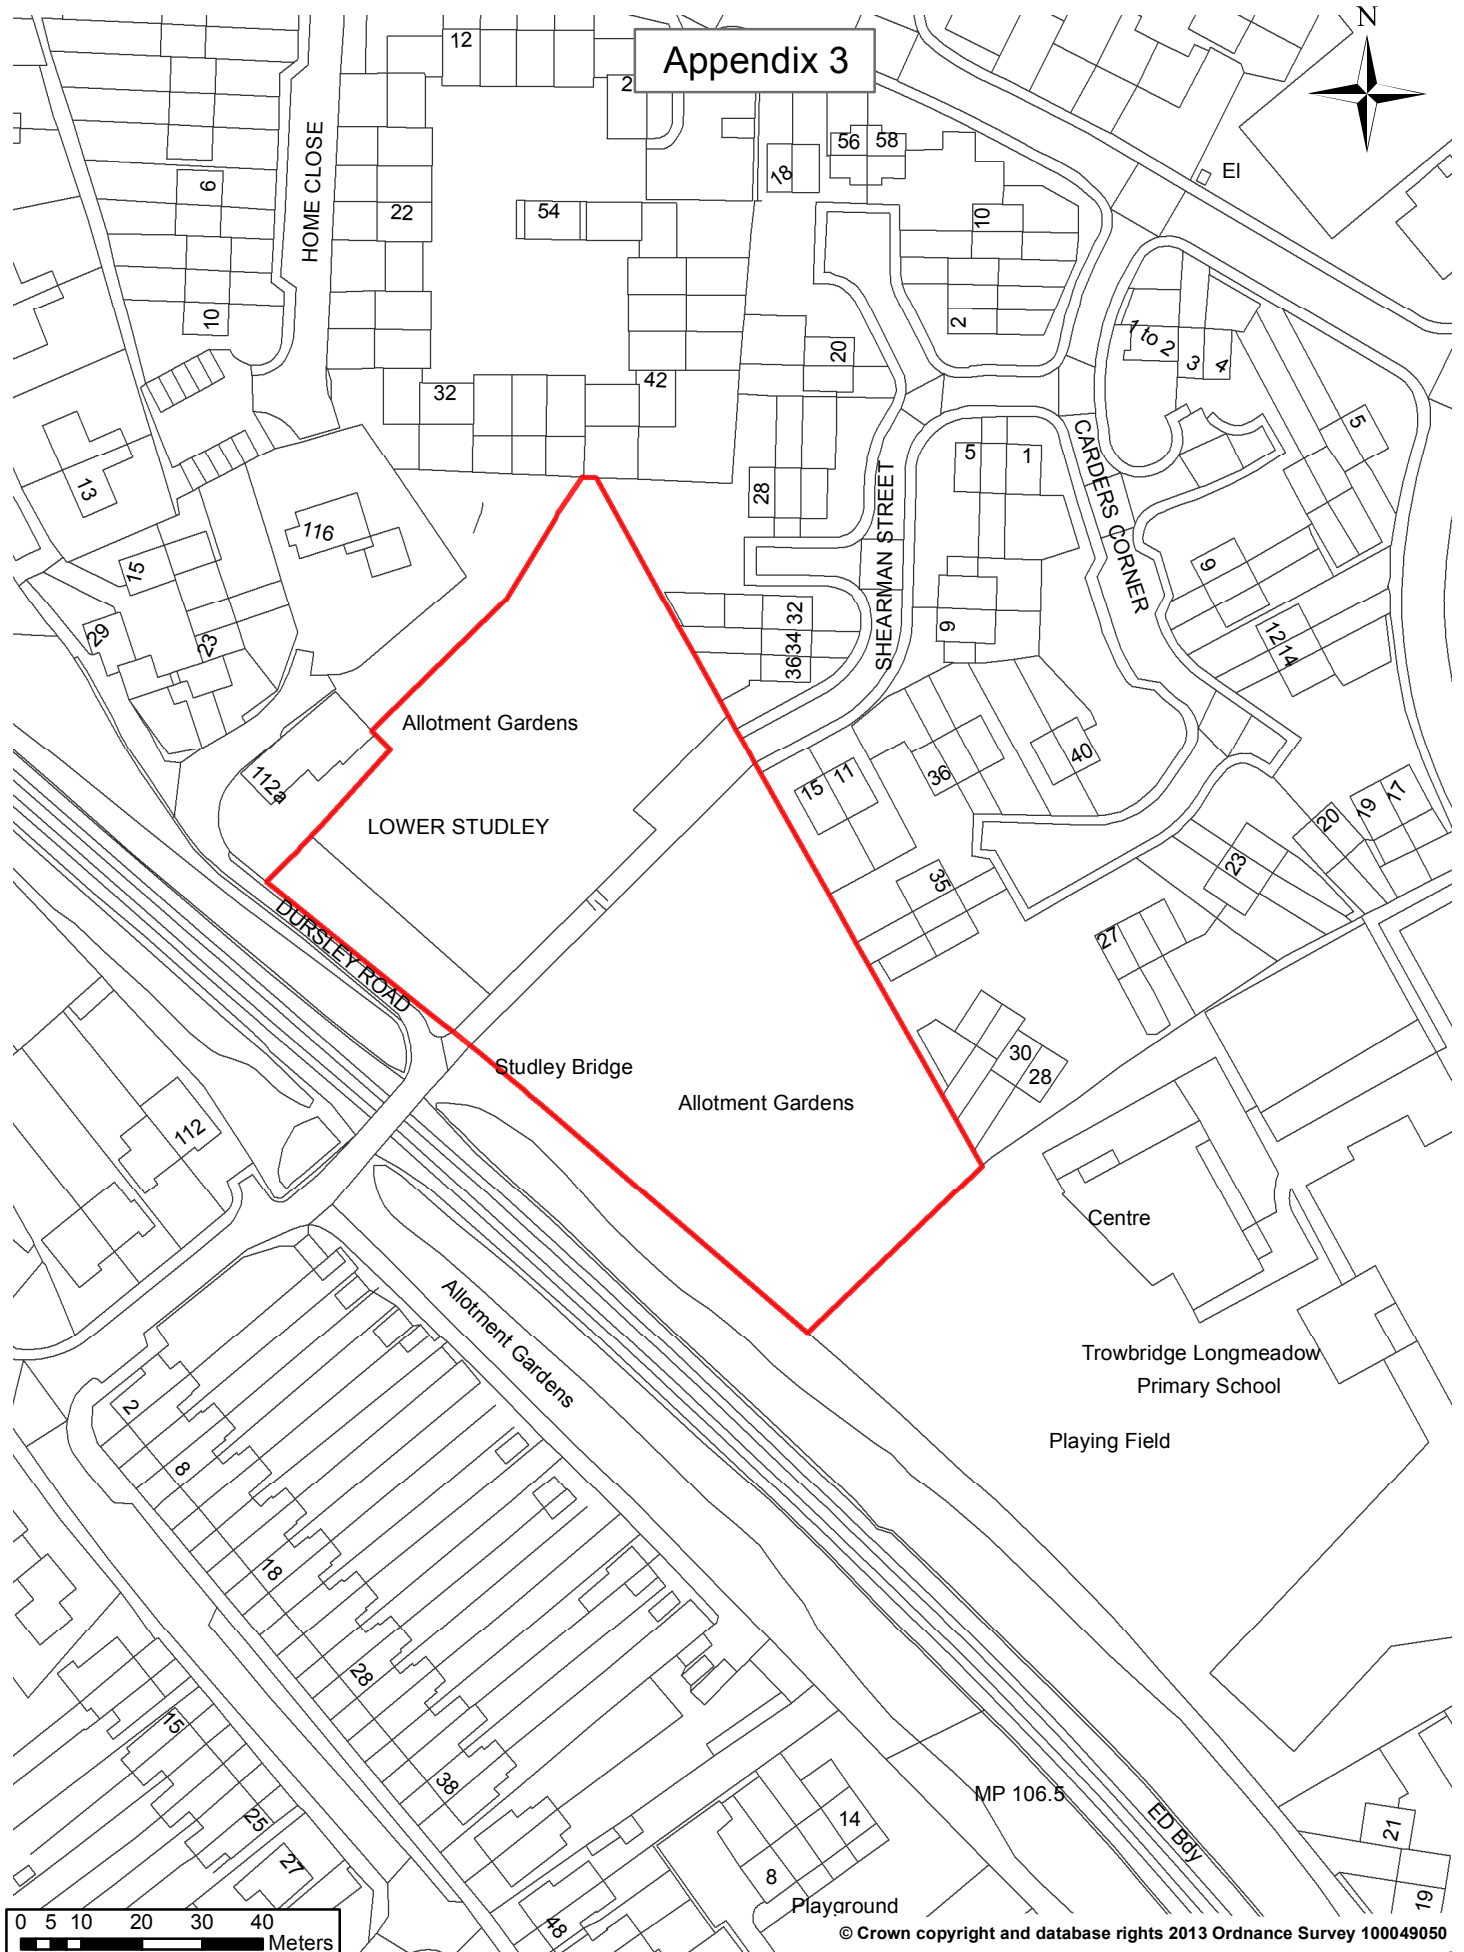 Appendix 3
N
12
2
56
58
18
El
HOME CLOSE
6
22
54
10
10
2
1 to 2
3
4
20
32
42
5
1
5
CARDERS CORNER
SHEARMAN STREET
13
28
116
15
9
29
23
32
34
36
9
12
14
Allotment Gardens
112a
15
11
36
40
LOWER STUDLEY
20
19
17
23
35
27
DURSLEY ROAD
Studley Bridge
30
28
Allotment Gardens
112
Centre
Allotment Gardens
Trowbridge Longmeadow
Primary School
Playing Field
2
8
18
28
15
38
25
27
MP 106.5
ED Bdy
14
8
21
19
48
Playground
0 5 10 20 30 40
Meters
© Crown copyright and database rights 2013 Ordnance Survey 100049050